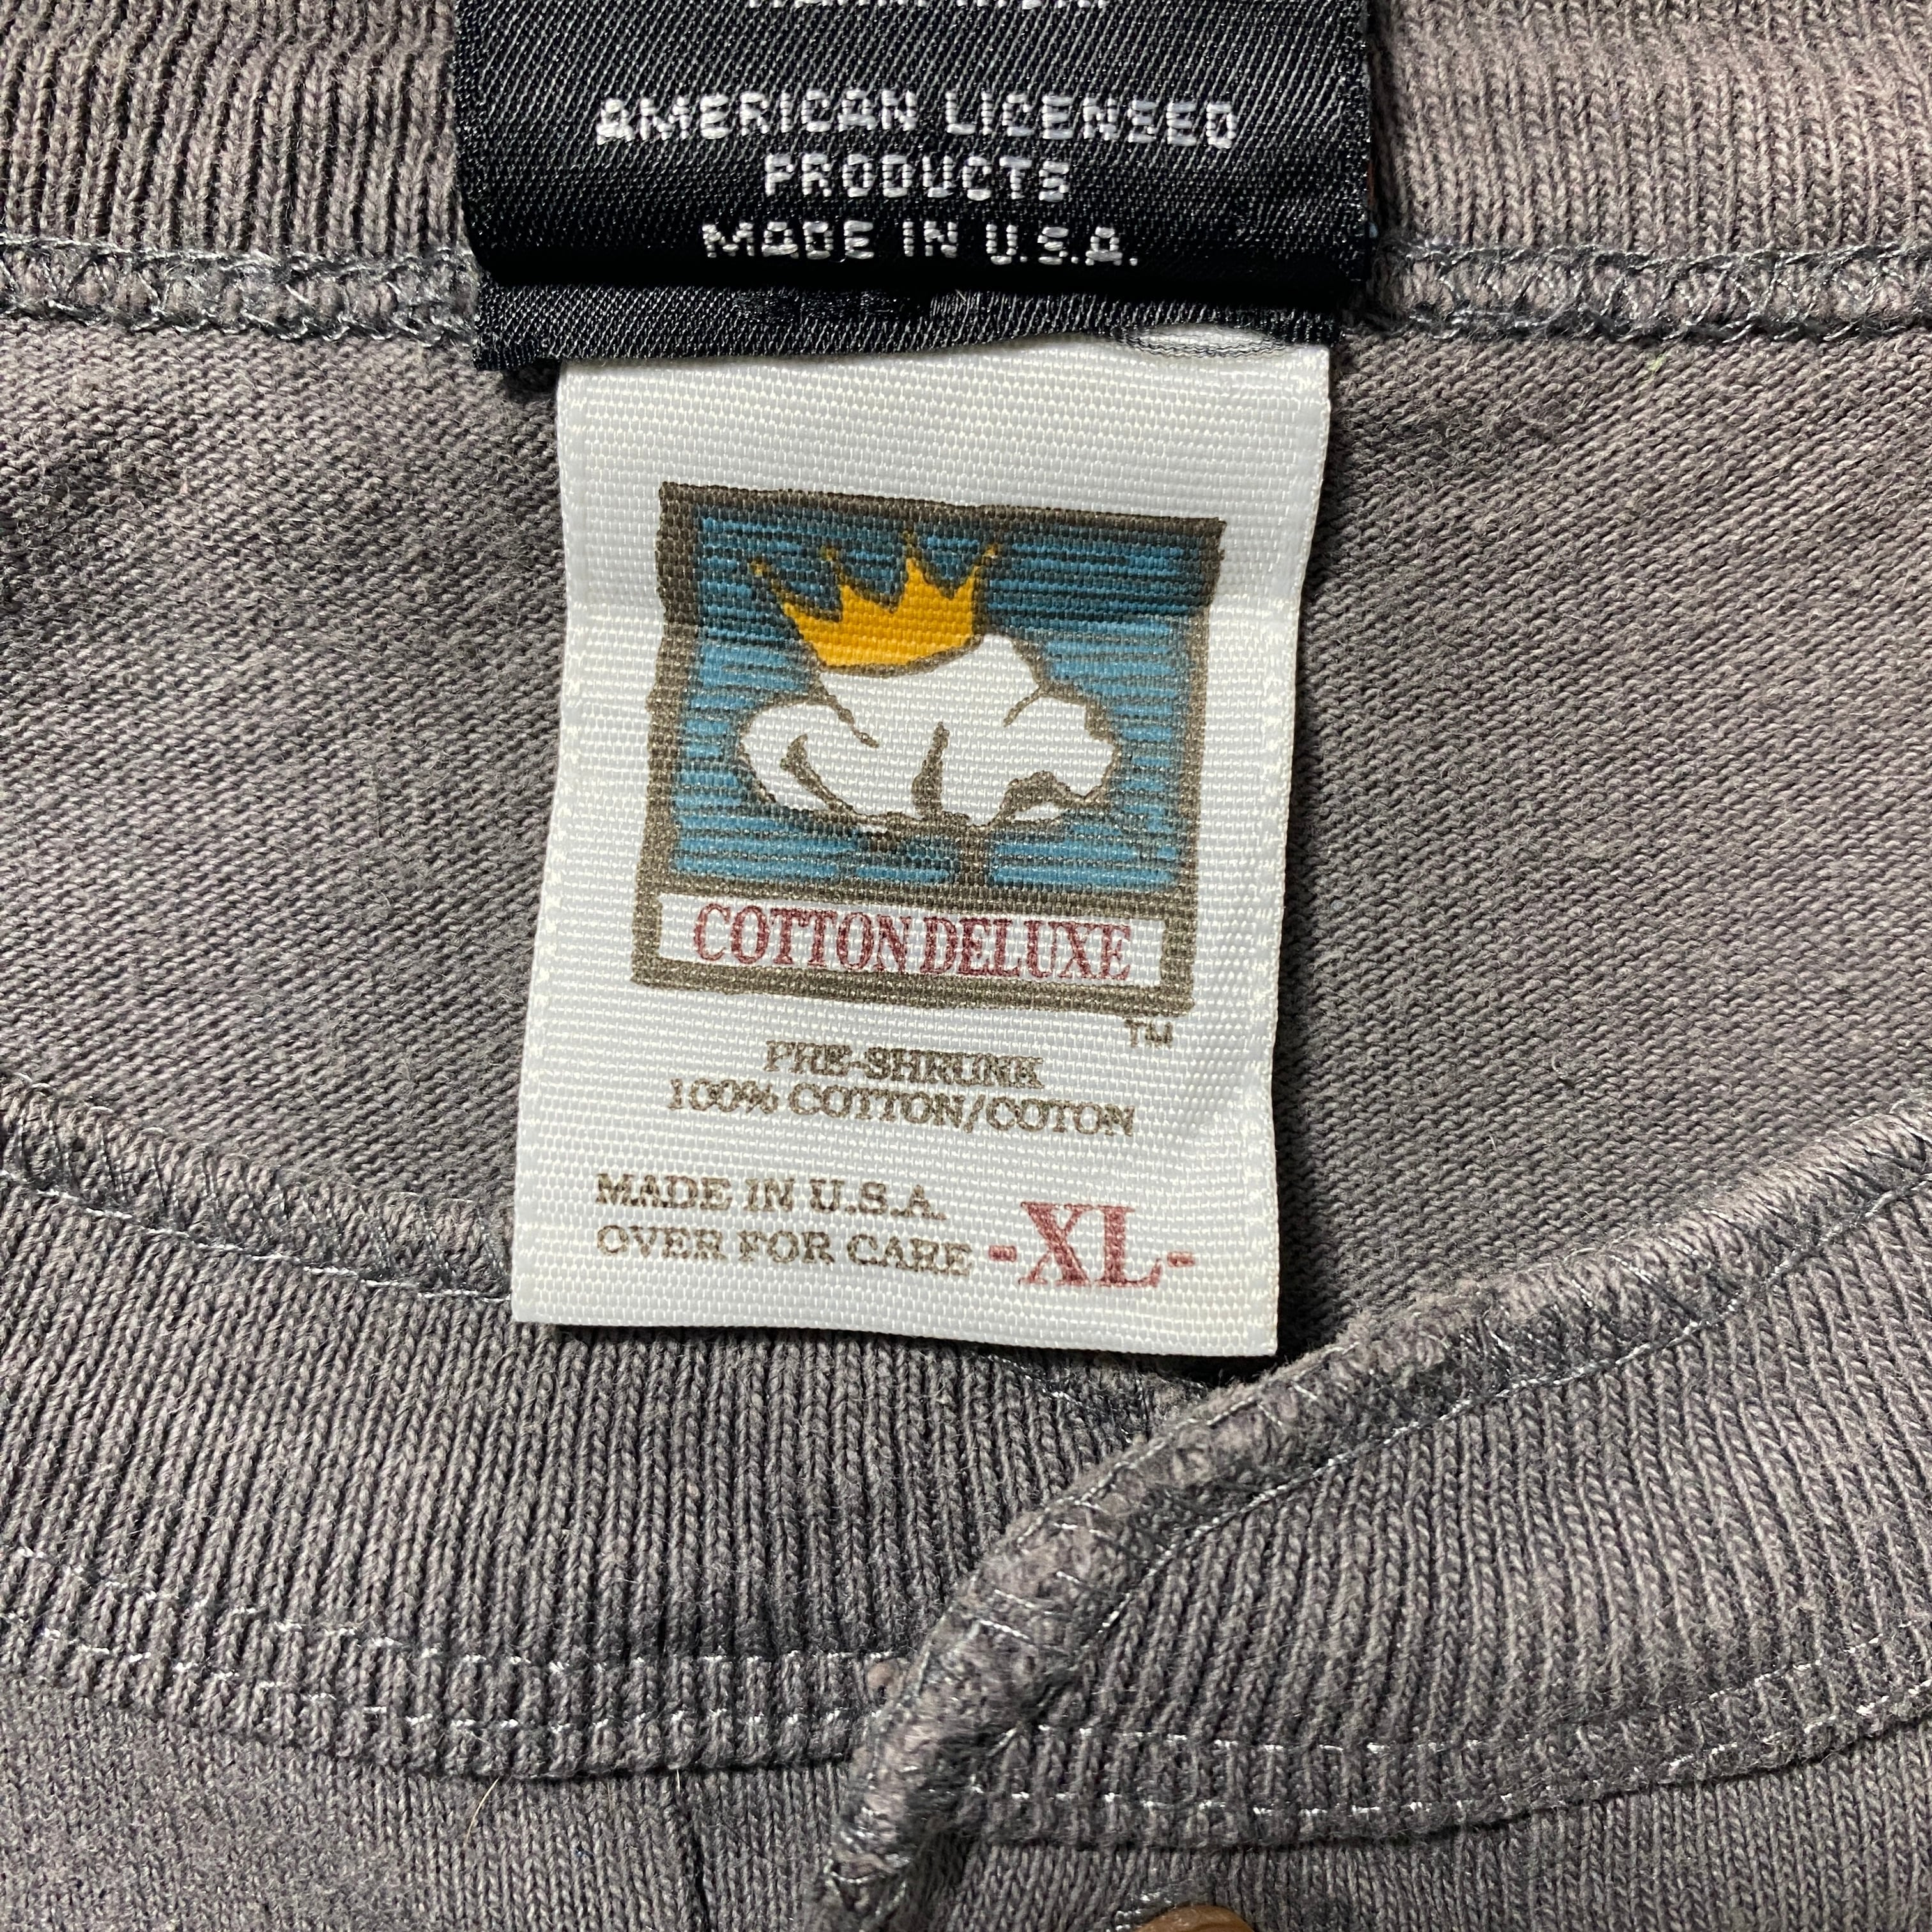 AMERICAN LICENSED
PRODUCTS
MADE IN U.S.A.
COTTON DELUXE
TM
PRE-SHRUNK
100% COTTON/COTON
MADE IN U.S.A.
OVER FOR CARE -XL-